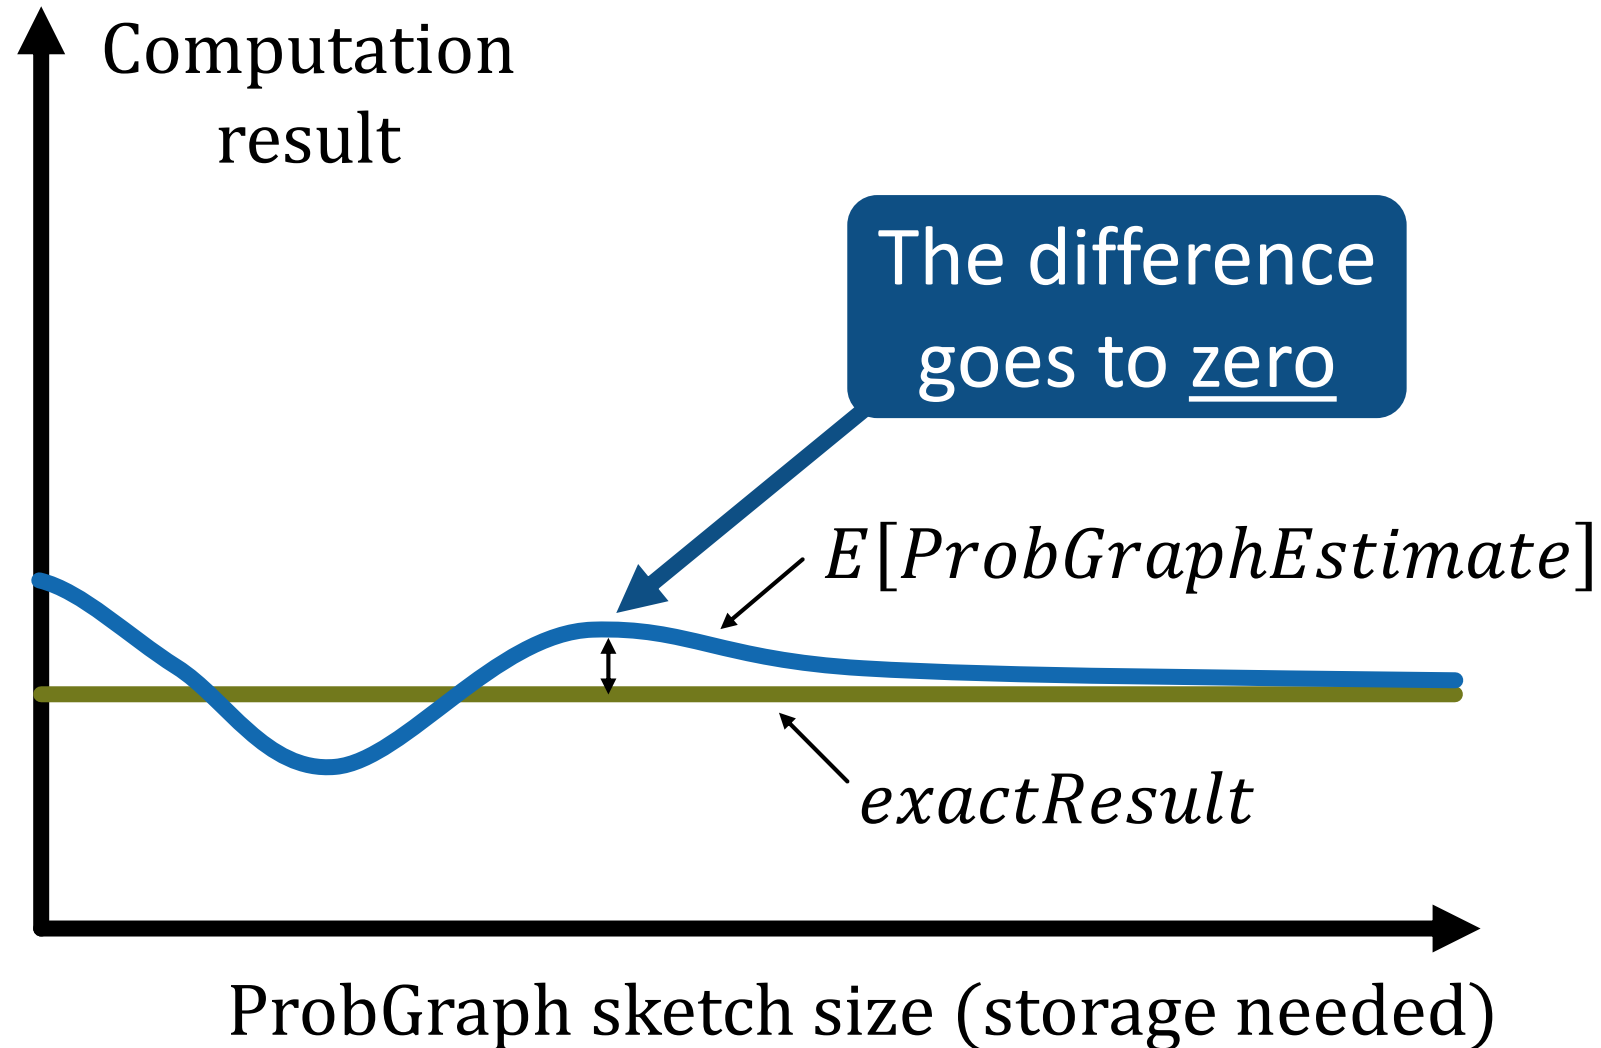 Computation
result
The difference
goes to zero
E[ProbGraphEstimate]
exactResult
ProbGraph sketch size (storage needed)